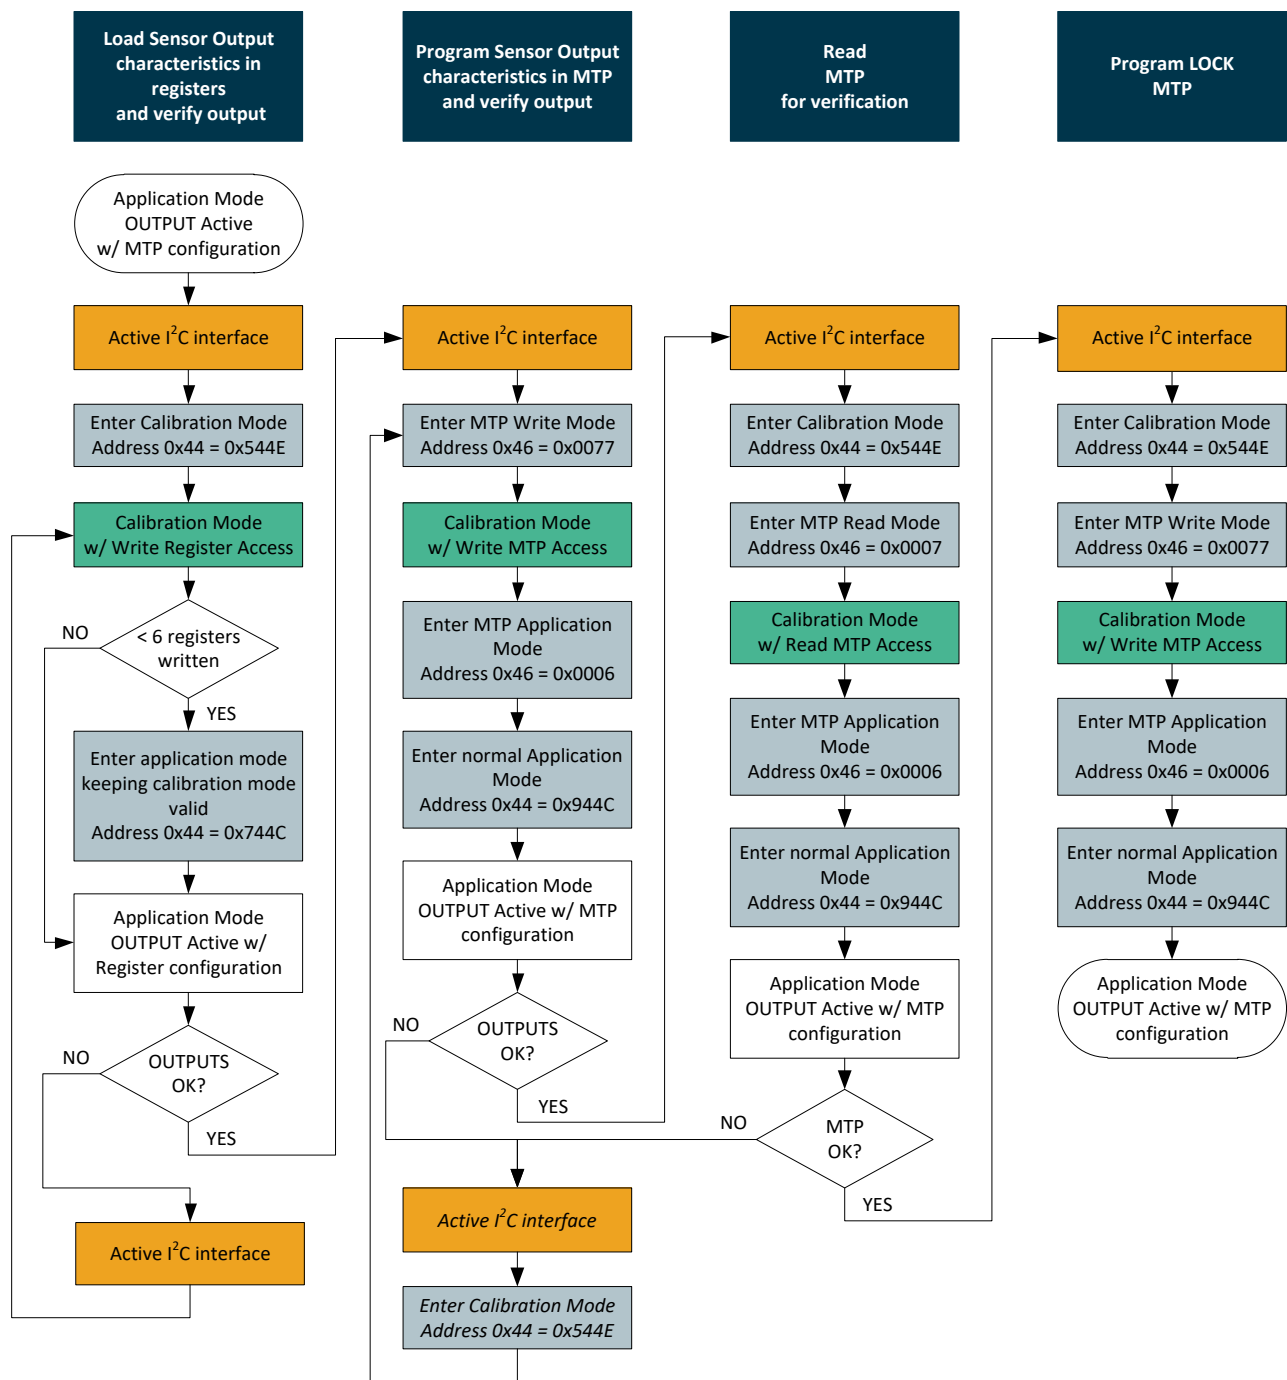 Load Sensor Output
characteristics in
registers
and verify output
Application Mode
OUTPUT Active
w/ MTP configuration
Active I²C interface
Enter Calibration Mode
Address 0x44 = 0x544E
Calibration Mode
w/ Write Register Access
NO
< 6 registers
written
YES
Enter application mode
keeping calibration mode
valid
Address 0x44 = 0x744C
Application Mode
OUTPUT Active w/
Register configuration
NO
OUTPUTS
OK?
YES
Active I²C interface
Program Sensor Output
characteristics in MTP
and verify output
Active I²C interface
Enter MTP Write Mode
Address 0x46 = 0x0077
Calibration Mode
w/ Write MTP Access
Enter MTP Application
Mode
Address 0x46 = 0x0006
Enter normal Application
Mode
Address 0x44 = 0x944C
Application Mode
OUTPUT Active w/ MTP
configuration
NO
OUTPUTS
OK?
YES
Active I²C interface
Enter Calibration Mode
Address 0x44 = 0x544E
Read
MTP
for verification
Active I²C interface
Enter Calibration Mode
Address 0x44 = 0x544E
Enter MTP Read Mode
Address 0x46 = 0x0007
Calibration Mode
w/ Read MTP Access
Enter MTP Application
Mode
Address 0x46 = 0x0006
Enter normal Application
Mode
Address 0x44 = 0x944C
Application Mode
OUTPUT Active w/ MTP
configuration
NO
MTP
OK?
YES
Program LOCK
MTP
Active I²C interface
Enter Calibration Mode
Address 0x44 = 0x544E
Enter MTP Write Mode
Address 0x46 = 0x0077
Calibration Mode
w/ Write MTP Access
Enter MTP Application
Mode
Address 0x46 = 0x0006
Enter normal Application
Mode
Address 0x44 = 0x944C
Application Mode
OUTPUT Active w/ MTP
configuration